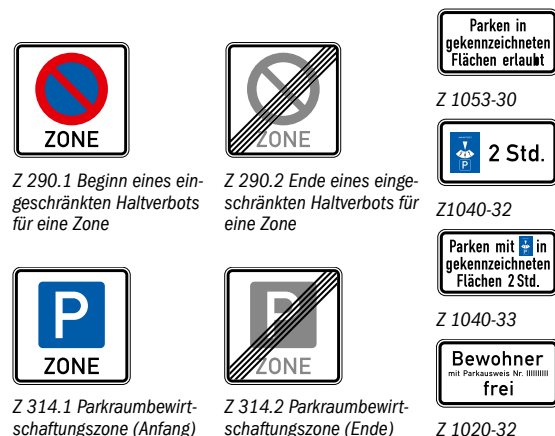 ZONE
Z 290.1 Beginn eines ein-
geschränkten Haltverbots
für eine Zone
ZONE
Z 290.2 Ende eines einge-
schränkten Haltverbots für
eine Zone
P
ZONE
Z 314.1 Parkraumbewirt-
schaftungszone (Anfang)
P
ZONE
Z 314.2 Parkraumbewirt-
schaftungszone (Ende)
Parken in
gekennzeichneten
Flächen erlaubt
Z 1053-30
P
2 Std.
Z1040-32
Parken mit P in
gekennzeichneten
Flächen 2 Std.
Z 1040-33
Bewohner
mit Parkausweis Nr. IIIIIIIIII
frei
Z 1020-32